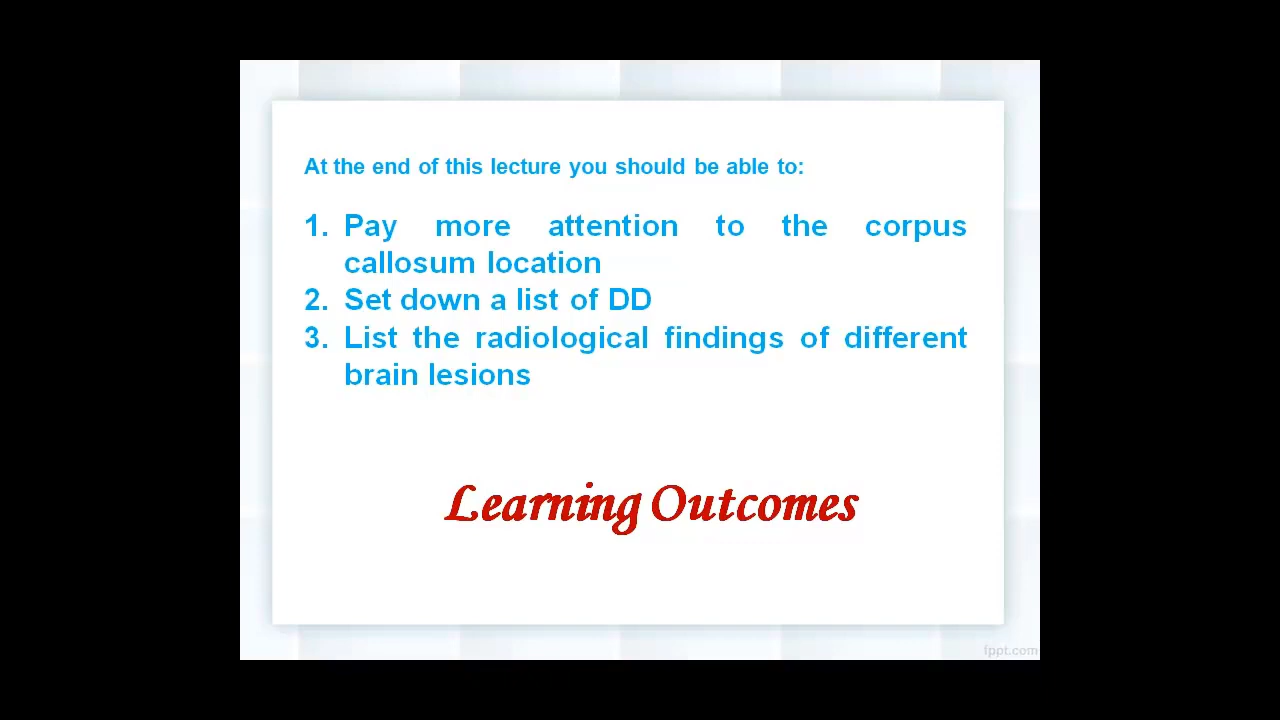 At the end of this lecture you should be able to:
1. Pay more attention to the corpus
callosum location
2. Set down a list of DD
3. List the radiological findings of different
brain lesions
Learning Outcomes
fppt.com